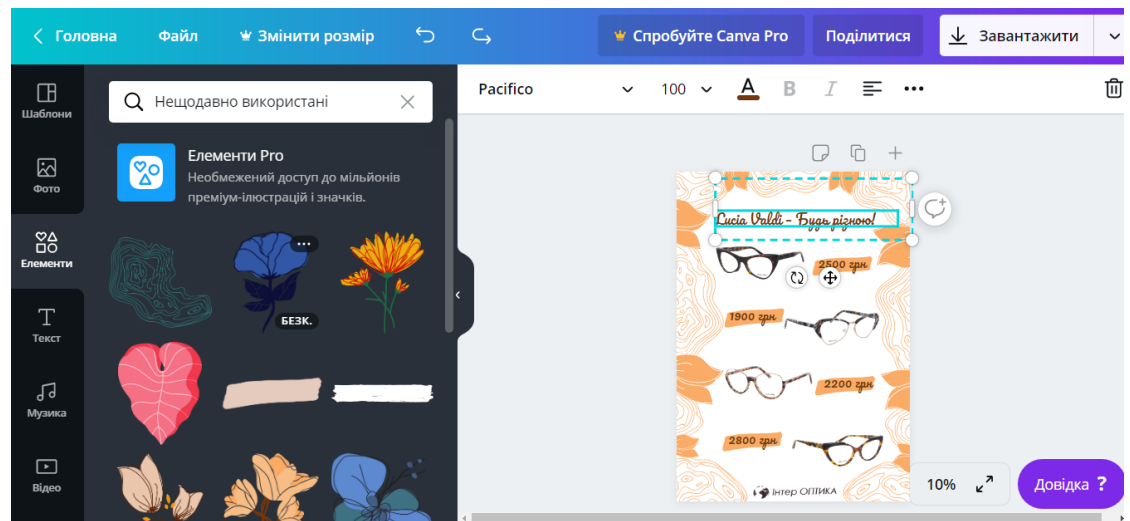 Головна Файл Змінити розмір Спробуйте Canva Pro Поділитися Завантажити
Шаблони
Фото
Елементи
Текст
Музика
Відео
Нещодавно використані
Елементи Pro
Необмежений доступ до мільйонів
преміум-ілюстрацій і значків.
БЕЗК.
Pacifico 100 A B I
Lucia Valdi – Будь різною!
2500 грн
1900 грн
2200 грн
2800 грн
Інтер ОПТИКА
10%
Довідка ?